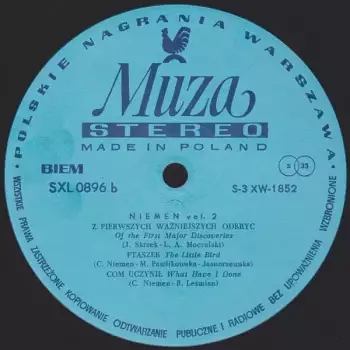 · POLSKIE NAGRANIA WARSZAWA ·
Muza
STEREO
MADE IN POLAND
BIEM
SXL 0896 b
S 35
S-3 XW-1852
NIEMEN vol. 2
Z PIERWSZYCH WAŻNIEJSZYCH ODKRYĆ
Of the First Major Discoveries
(J. Skrzek - L. A. Moczulski)
PTASZEK The Little Bird
(C. Niemen - M. Pawlikowska-Jasnorzewska)
COM UCZYNIŁ What Have I Done
(C. Niemen - B. Leśmian)
WSZELKIE PRAWA ZASTRZEŻONE KOPIOWANIE ODTWARZANIE PUBLICZNE I RADIOWE BEZ UPOWAŻNIENIA WZBRONIONE